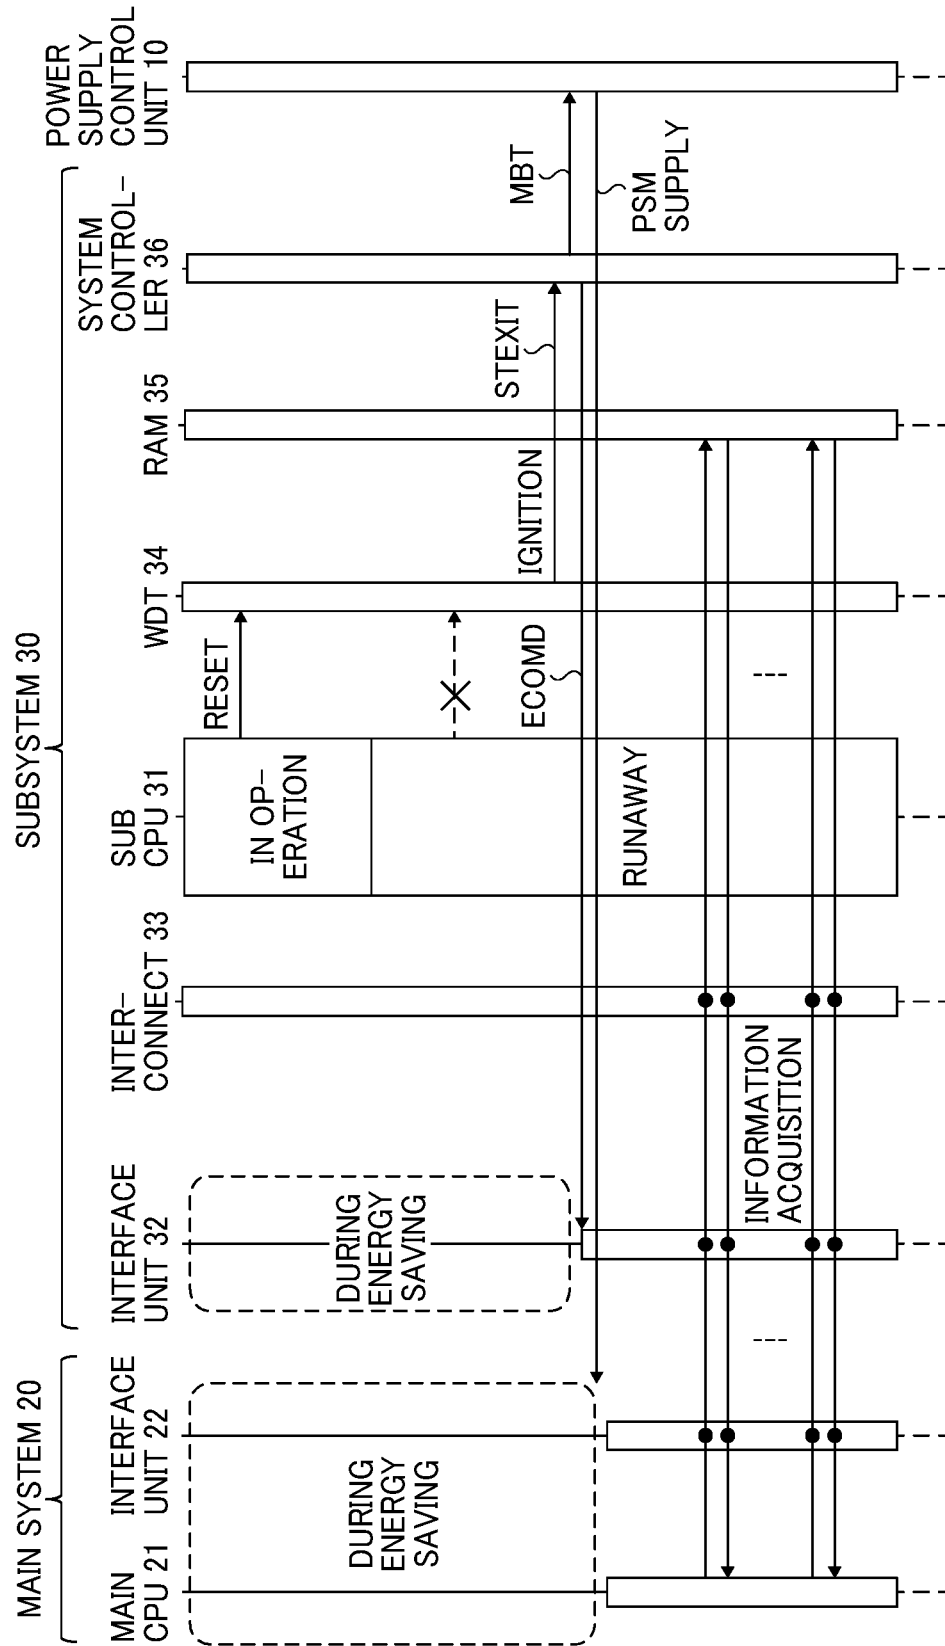 MAIN SYSTEM 20
SUBSYSTEM 30
MAIN
CPU 21
INTERFACE
UNIT 22
INTERFACE
UNIT 32
INTER–
CONNECT 33
SUB
CPU 31
WDT 34
RAM 35
SYSTEM
CONTROL–
LER 36
POWER
SUPPLY
CONTROL
UNIT 10
DURING
ENERGY
SAVING
DURING
ENERGY
SAVING
IN OP–
ERATION
RESET
RUNAWAY
IGNITION
STEXIT
MBT
ECOMD
PSM
SUPPLY
INFORMATION
ACQUISITION